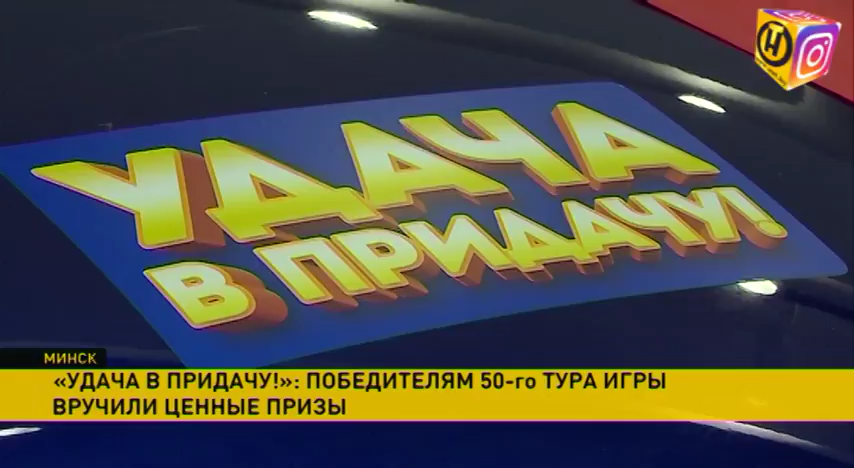 УДАЧА
В ПРИДАЧУ!
МИНСК
«УДАЧА В ПРИДАЧУ!»: ПОБЕДИТЕЛЯМ 50-го ТУРА ИГРЫ
ВРУЧИЛИ ЦЕННЫЕ ПРИЗЫ